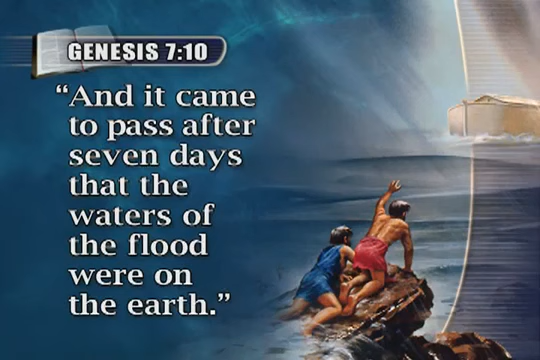 GENESIS 7:10
“And it came
to pass after
seven days
that the
waters of
the flood
were on
the earth.”